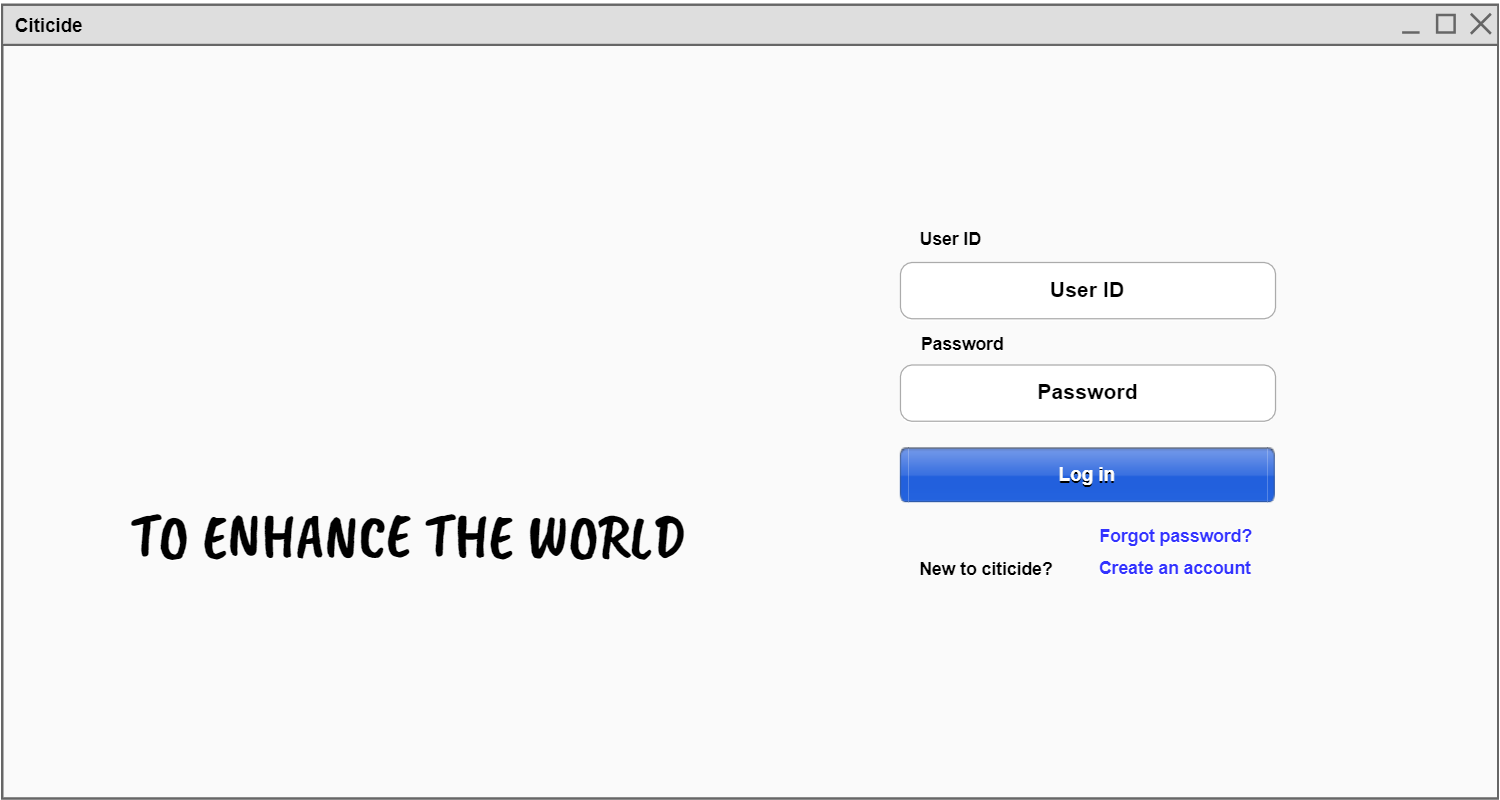 Citicide
User ID
User ID
Password
Password
Log in
TO ENHANCE THE WORLD
Forgot password?
New to citicide? Create an account